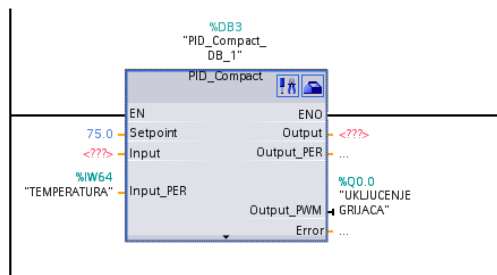 %DB3
"PID_Compact_
DB_1"
PID_Compact
EN
ENO
75.0
Setpoint
Output
<???>
<???>
Input
Output_PER
...
%IW64
"TEMPERATURA"
Input_PER
%Q0.0
"UKLJUCENJE
GRIJACA"
Output_PWM
Error
...